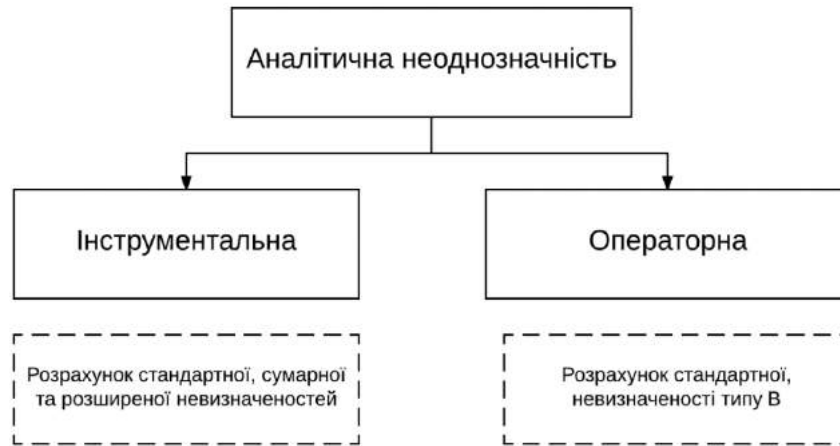 Аналітична неоднозначність
Інструментальна
Операторна
Розрахунок стандартної, сумарної
та розширеної невизначеностей
Розрахунок стандартної,
невизначеності типу В